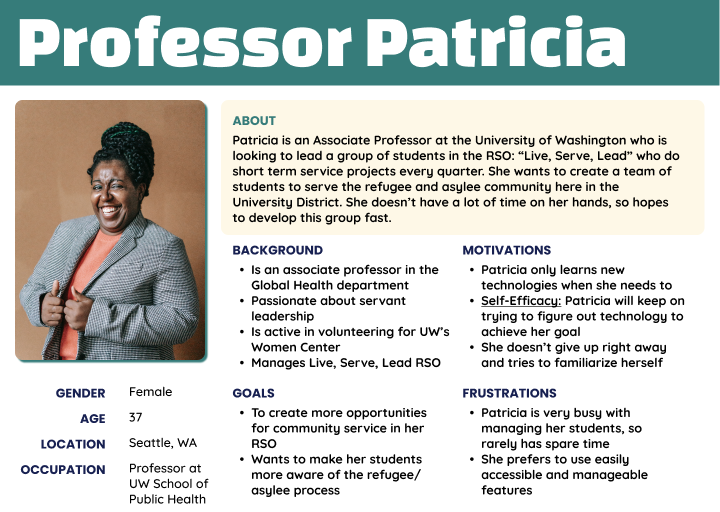 Professor Patricia
ABOUT
Patricia is an Associate Professor at the University of Washington who is
looking to lead a group of students in the RSO: “Live, Serve, Lead” who do
short term service projects every quarter. She wants to create a team of
students to serve the refugee and asylee community here in the
University District. She doesn’t have a lot of time on her hands, so hopes
to develop this group fast.
BACKGROUND
• Is an associate professor in the
Global Health department
• Passionate about servant
leadership
• Is active in volunteering for UW’s
Women Center
• Manages Live, Serve, Lead RSO
MOTIVATIONS
• Patricia only learns new
technologies when she needs to
• Self-Efficacy: Patricia will keep on
trying to figure out technology to
achieve her goal
• She doesn’t give up right away
and tries to familiarize herself
GENDER Female
AGE 37
LOCATION Seattle, WA
OCCUPATION Professor at
UW School of
Public Health
GOALS
• To create more opportunities
for community service in her
RSO
• Wants to make her students
more aware of the refugee/
asylee process
FRUSTRATIONS
• Patricia is very busy with
managing her students, so
rarely has spare time
• She prefers to use easily
accessible and manageable
features